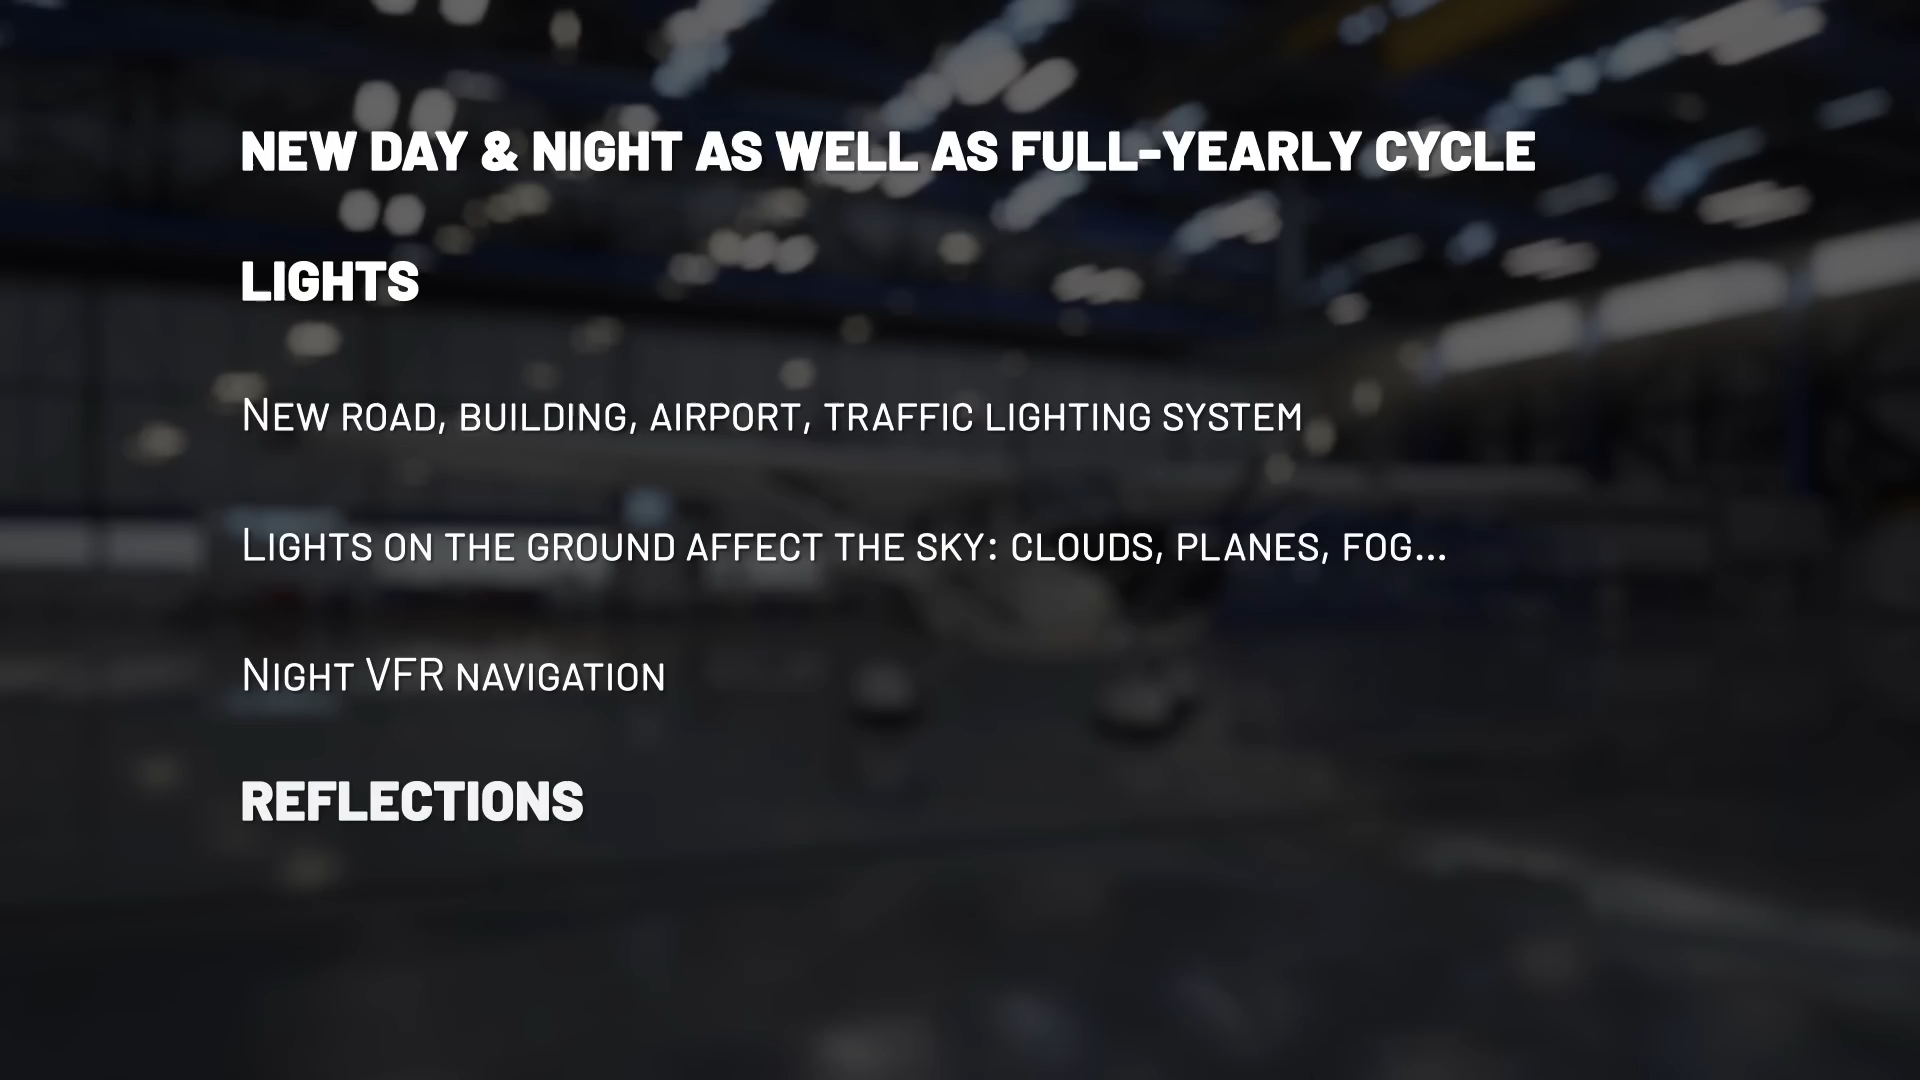 NEW DAY & NIGHT AS WELL AS FULL-YEARLY CYCLE
LIGHTS
New road, building, airport, traffic lighting system
Lights on the ground affect the sky: clouds, planes, fog...
Night VFR navigation
REFLECTIONS